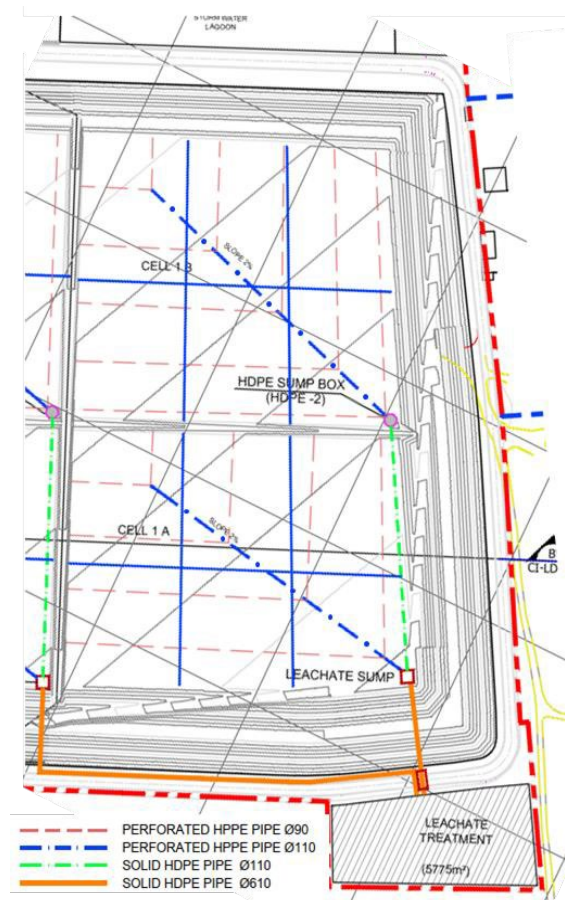 STORM WATER
LAGOON
SLOPE 2%
CELL 1 B
HDPE SUMP BOX
(HDPE -2)
CELL 1 A
SLOPE 2%
B
CI-LD
LEACHATE SUMP
LEACHATE
TREATMENT
(5775m²)
PERFORATED HPPE PIPE Ø90
PERFORATED HPPE PIPE Ø110
SOLID HDPE PIPE Ø110
SOLID HDPE PIPE Ø610